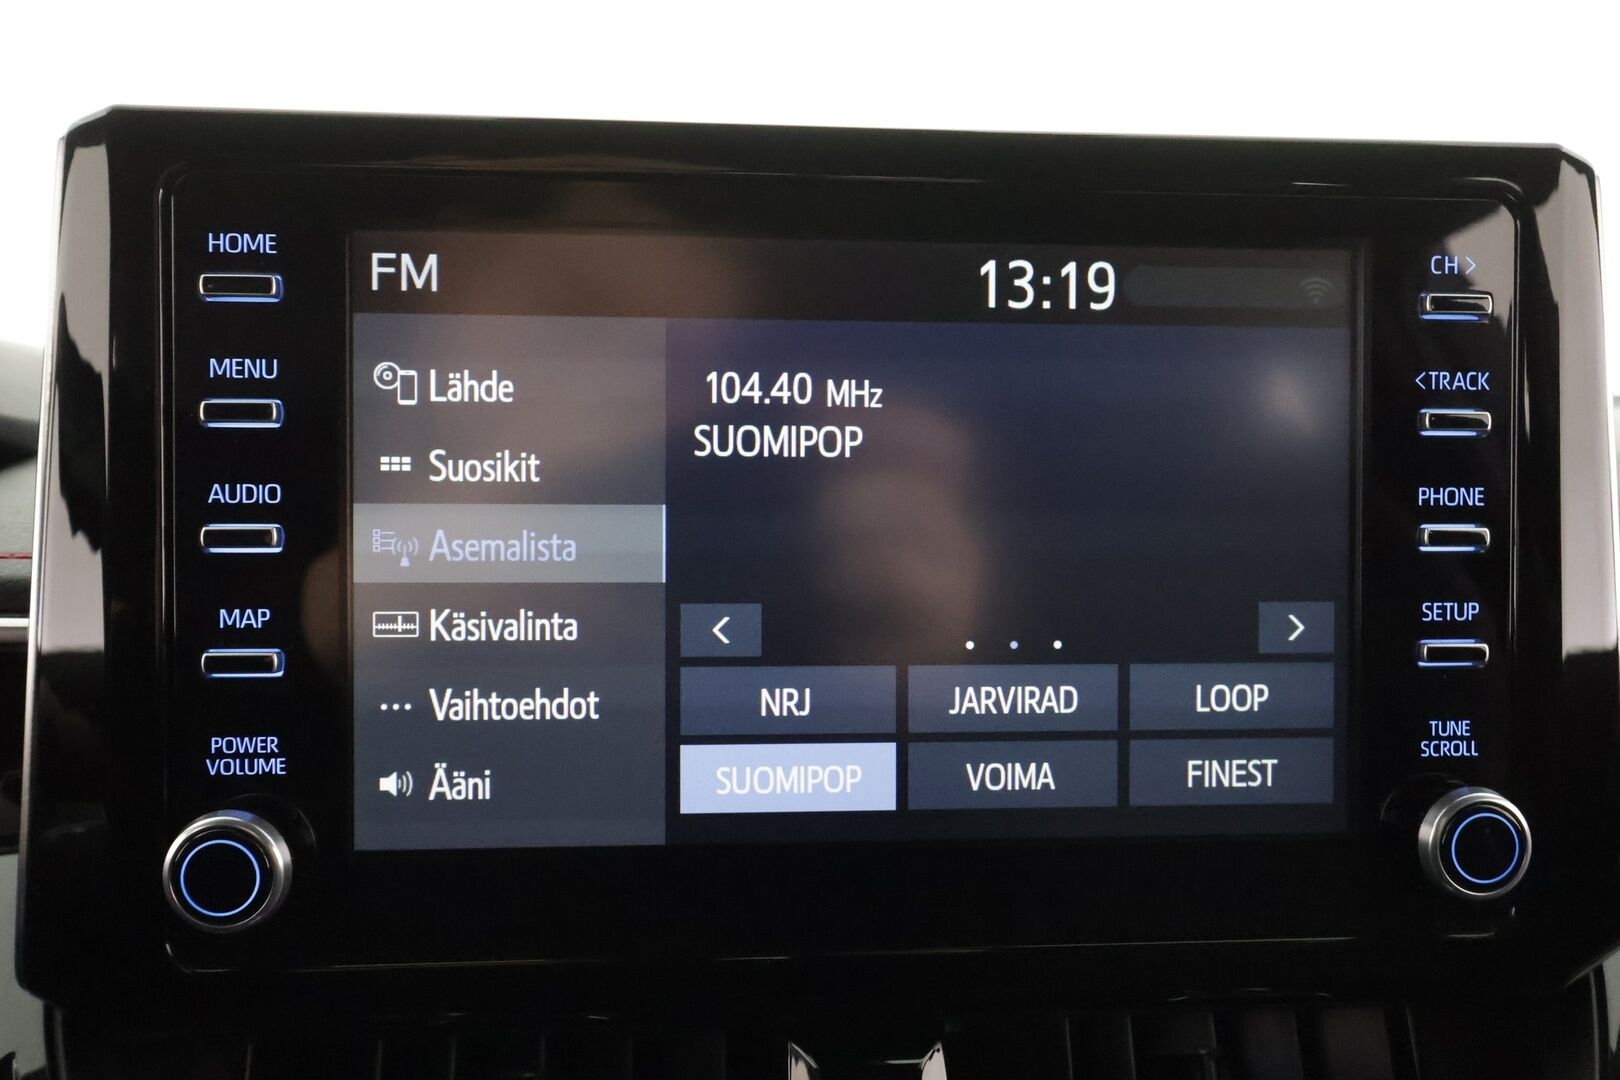 HOME
MENU
AUDIO
MAP
POWER
VOLUME
FM
13:19
Lähde
Suosikit
Asemalista
Käsivalinta
Vaihtoehdot
Ääni
104.40 MHz
SUOMIPOP
< >
NRJ JARVIRAD LOOP
SUOMIPOP VOIMA FINEST
CH >
< TRACK
PHONE
SETUP
TUNE
SCROLL